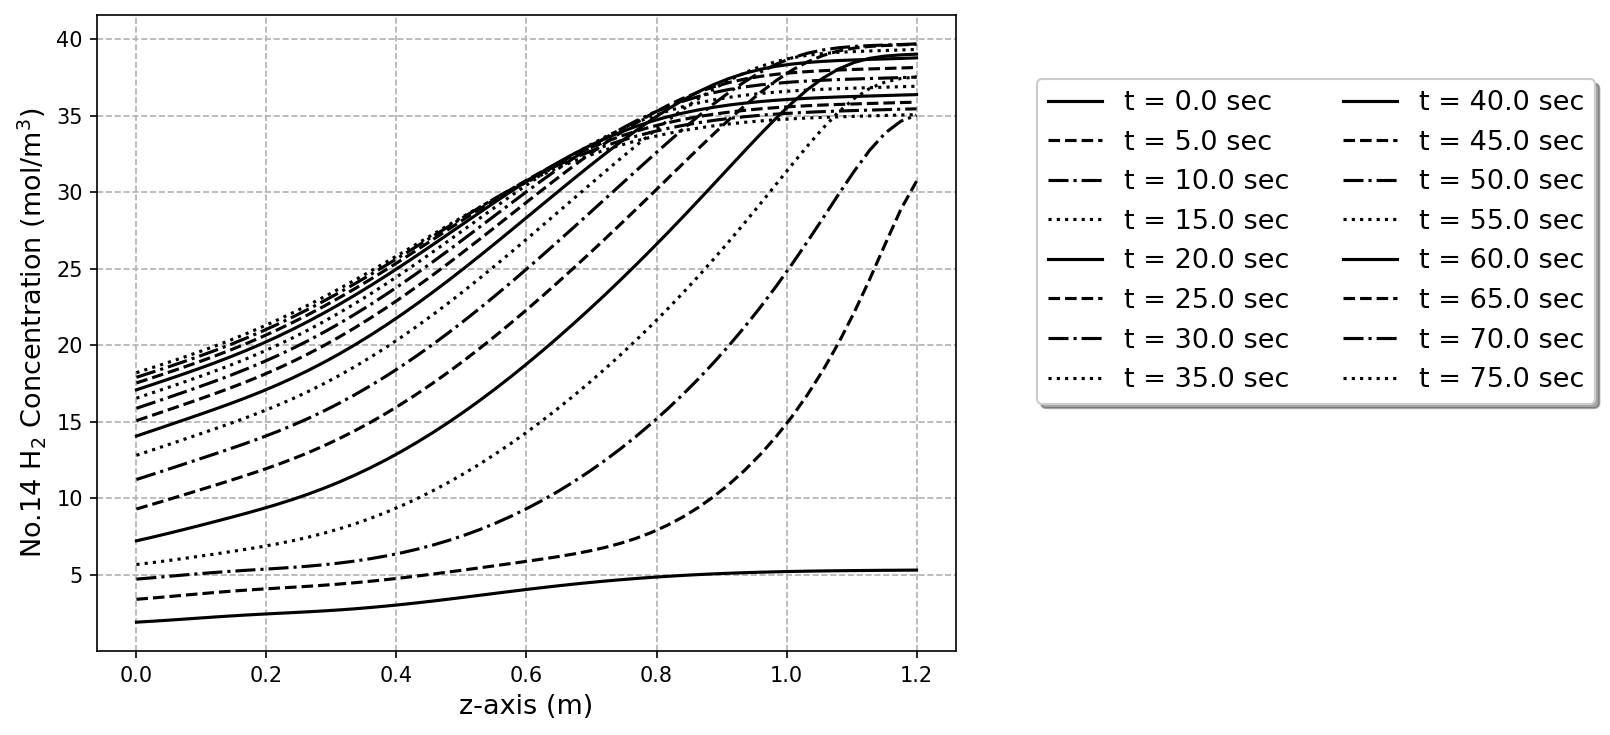 No.14 H₂ Concentration (mol/m³)
40
35
30
25
20
15
10
5
0.0 0.2 0.4 0.6 0.8 1.0 1.2
z-axis (m)
t = 0.0 sec
t = 5.0 sec
t = 10.0 sec
t = 15.0 sec
t = 20.0 sec
t = 25.0 sec
t = 30.0 sec
t = 35.0 sec
t = 40.0 sec
t = 45.0 sec
t = 50.0 sec
t = 55.0 sec
t = 60.0 sec
t = 65.0 sec
t = 70.0 sec
t = 75.0 sec